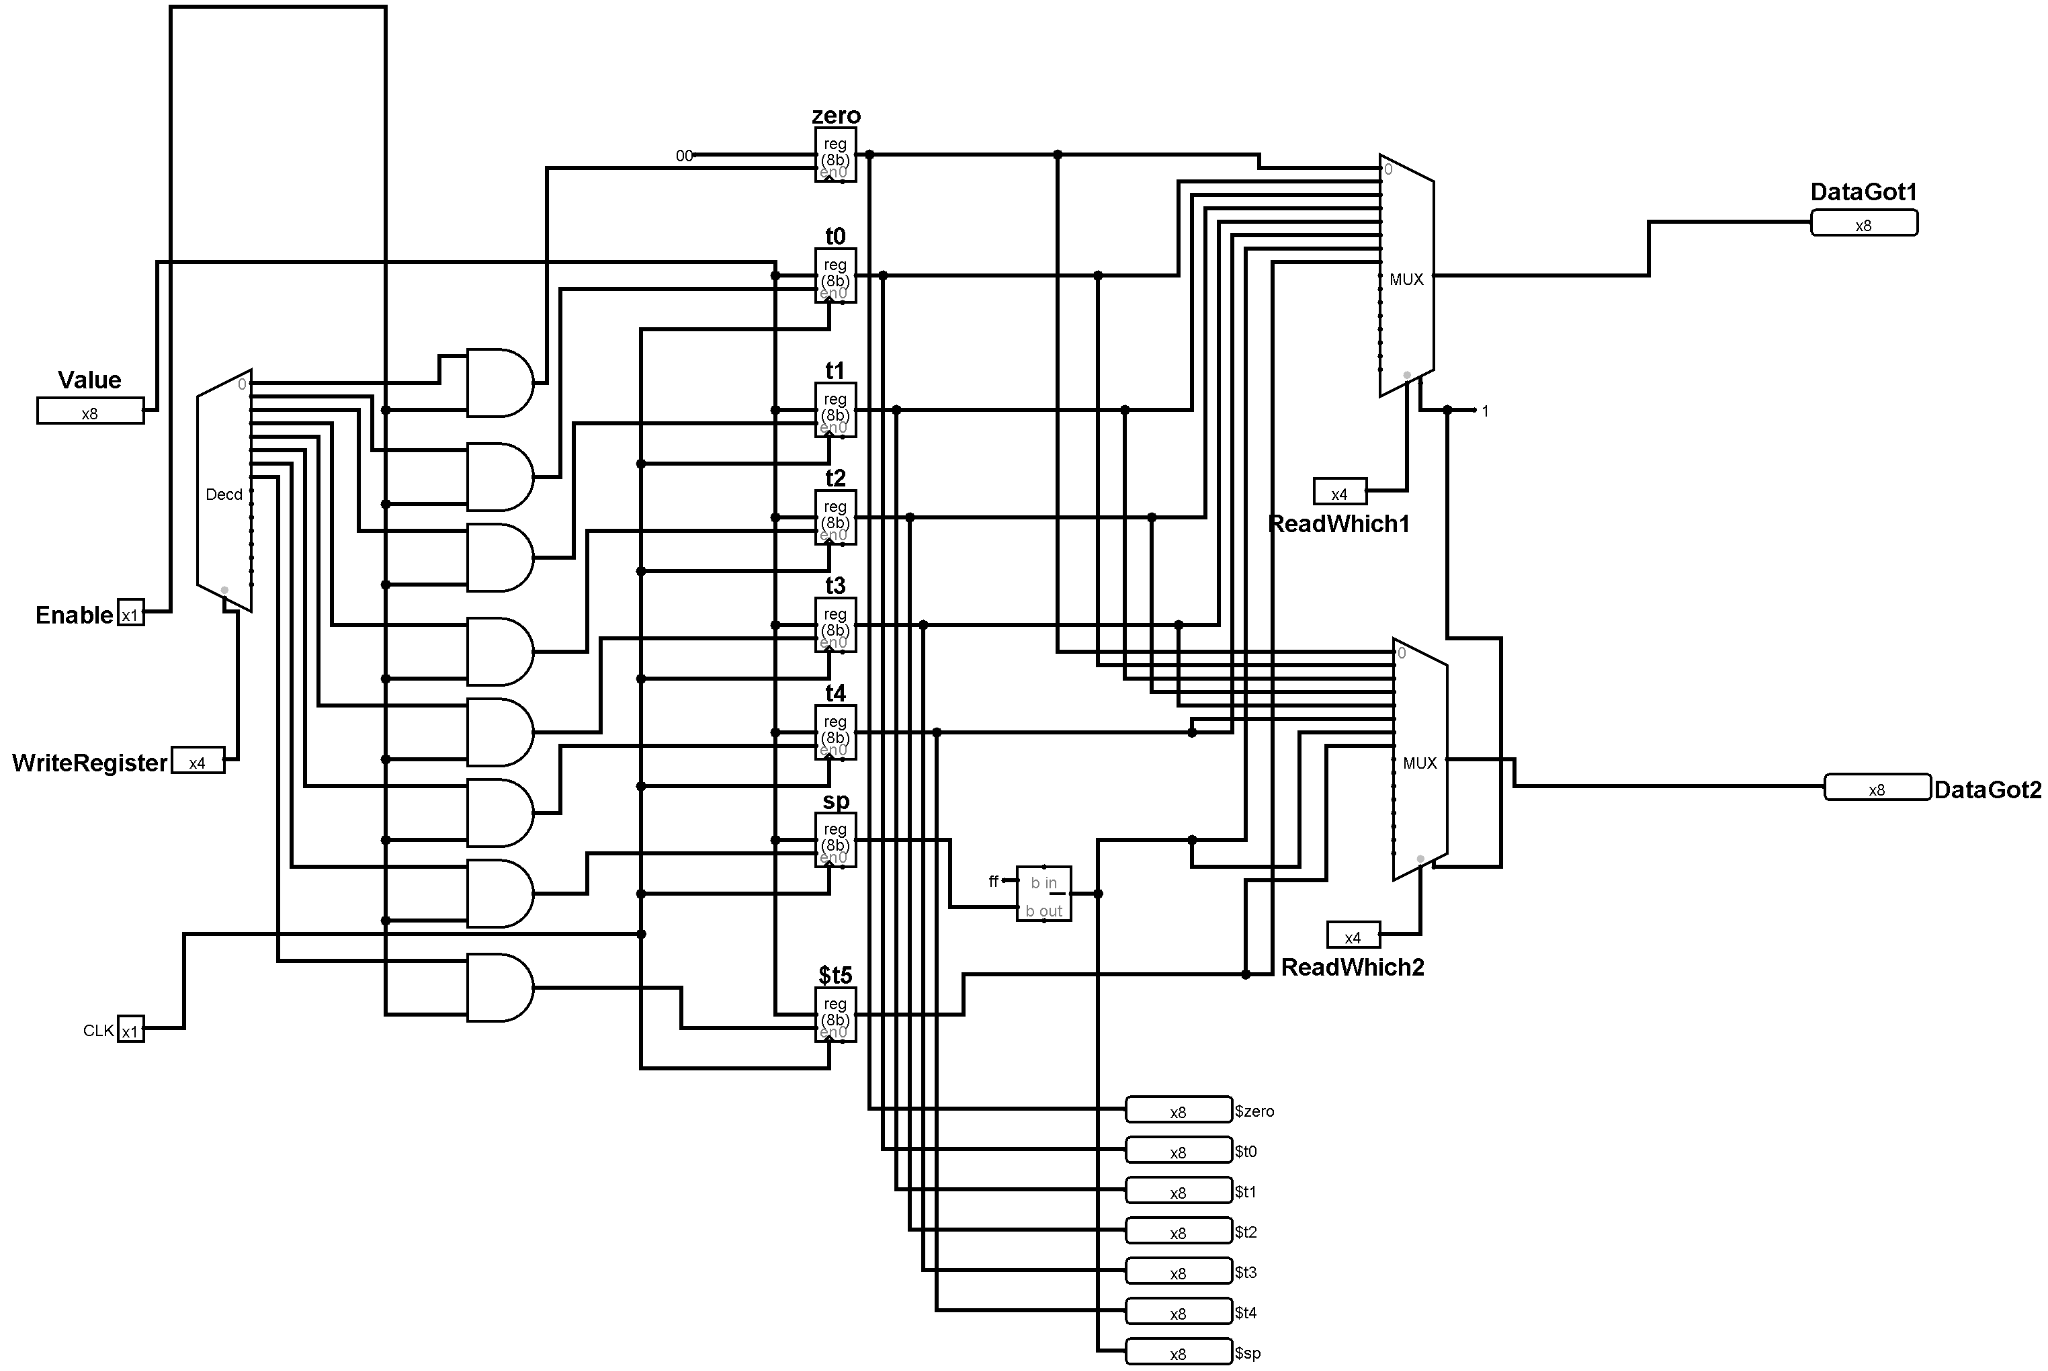 zero
reg
(8b)
en0
00
t0
reg
(8b)
en0
t1
reg
(8b)
en0
t2
reg
(8b)
en0
t3
reg
(8b)
en0
t4
reg
(8b)
en0
sp
reg
(8b)
en0
$t5
reg
(8b)
en0
Value
x8
0
Decd
Enable x1
WriteRegister x4
CLK x1
ff
b in
b out
0
MUX
1
x4
ReadWhich1
DataGot1
x8
0
MUX
x4
ReadWhich2
x8 DataGot2
x8 $zero
x8 $t0
x8 $t1
x8 $t2
x8 $t3
x8 $t4
x8 $sp